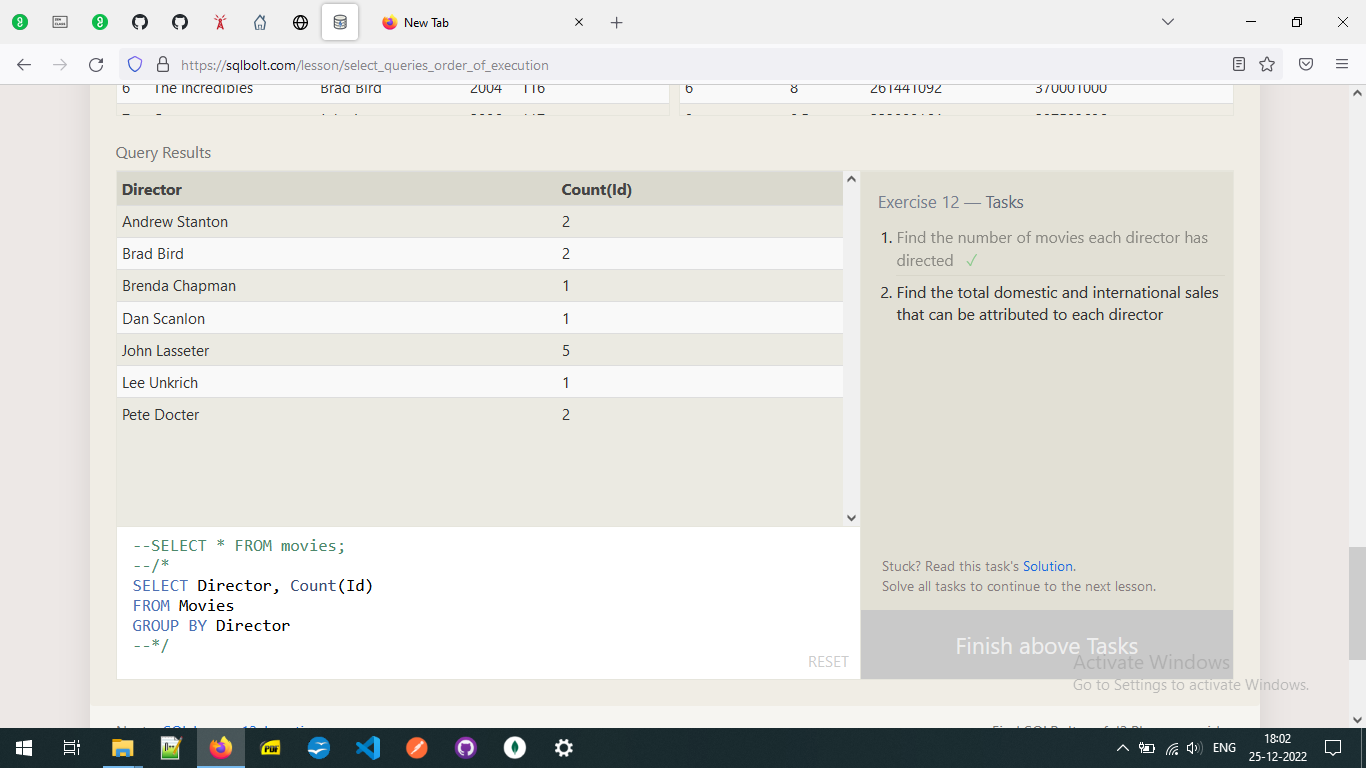 New Tab
https://sqlbolt.com/lesson/select_queries_order_of_execution
6 The Incredibles Brad Bird 2004 116
6 8 261441092 370001000
Query Results
Director Count(Id)
Andrew Stanton 2
Brad Bird 2
Brenda Chapman 1
Dan Scanlon 1
John Lasseter 5
Lee Unkrich 1
Pete Docter 2
Exercise 12 — Tasks
1. Find the number of movies each director has
directed ✓
2. Find the total domestic and international sales
that can be attributed to each director
Stuck? Read this task's Solution.
Solve all tasks to continue to the next lesson.
Finish above Tasks
--SELECT * FROM movies;
--/*
SELECT Director, Count(Id)
FROM Movies
GROUP BY Director
--*/
RESET
Activate Windows
Go to Settings to activate Windows.
PDF
ENG
18:02
25-12-2022